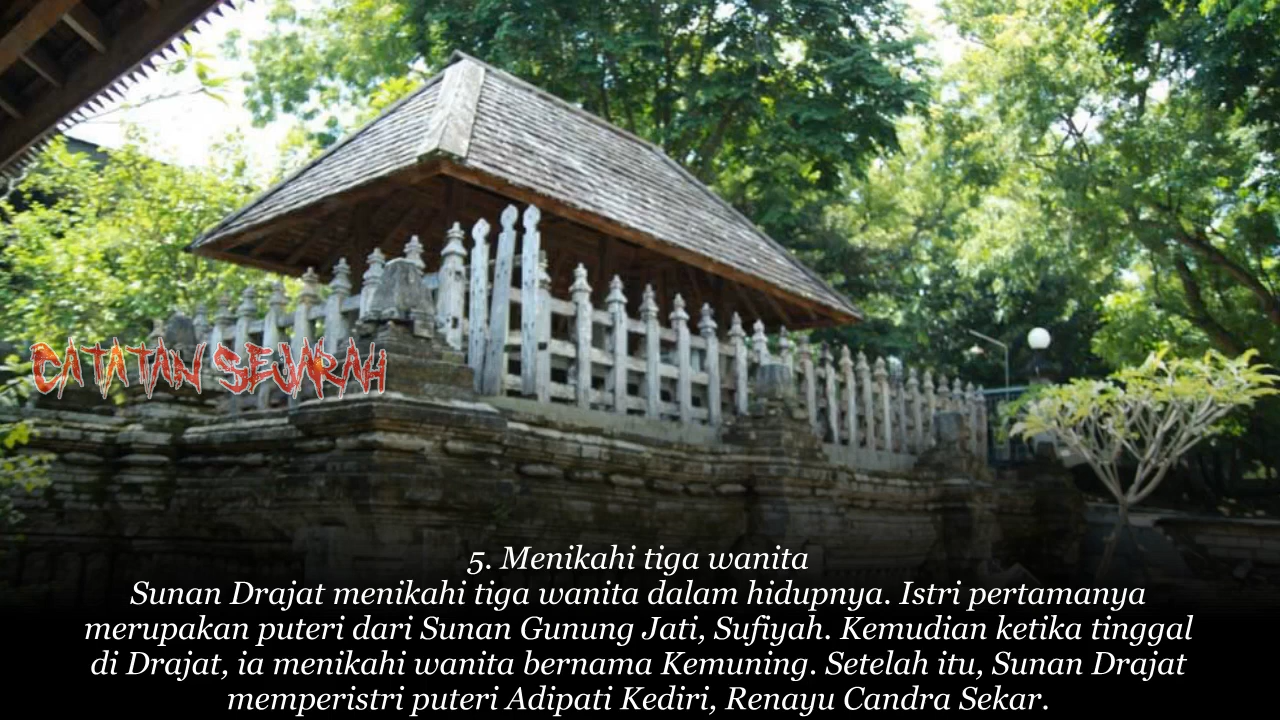 CATATAN SEJARAH
5. Menikahi tiga wanita
Sunan Drajat menikahi tiga wanita dalam hidupnya. Istri pertamanya
merupakan puteri dari Sunan Gunung Jati, Sufiyah. Kemudian ketika tinggal
di Drajat, ia menikahi wanita bernama Kemuning. Setelah itu, Sunan Drajat
memperistri puteri Adipati Kediri, Renayu Candra Sekar.